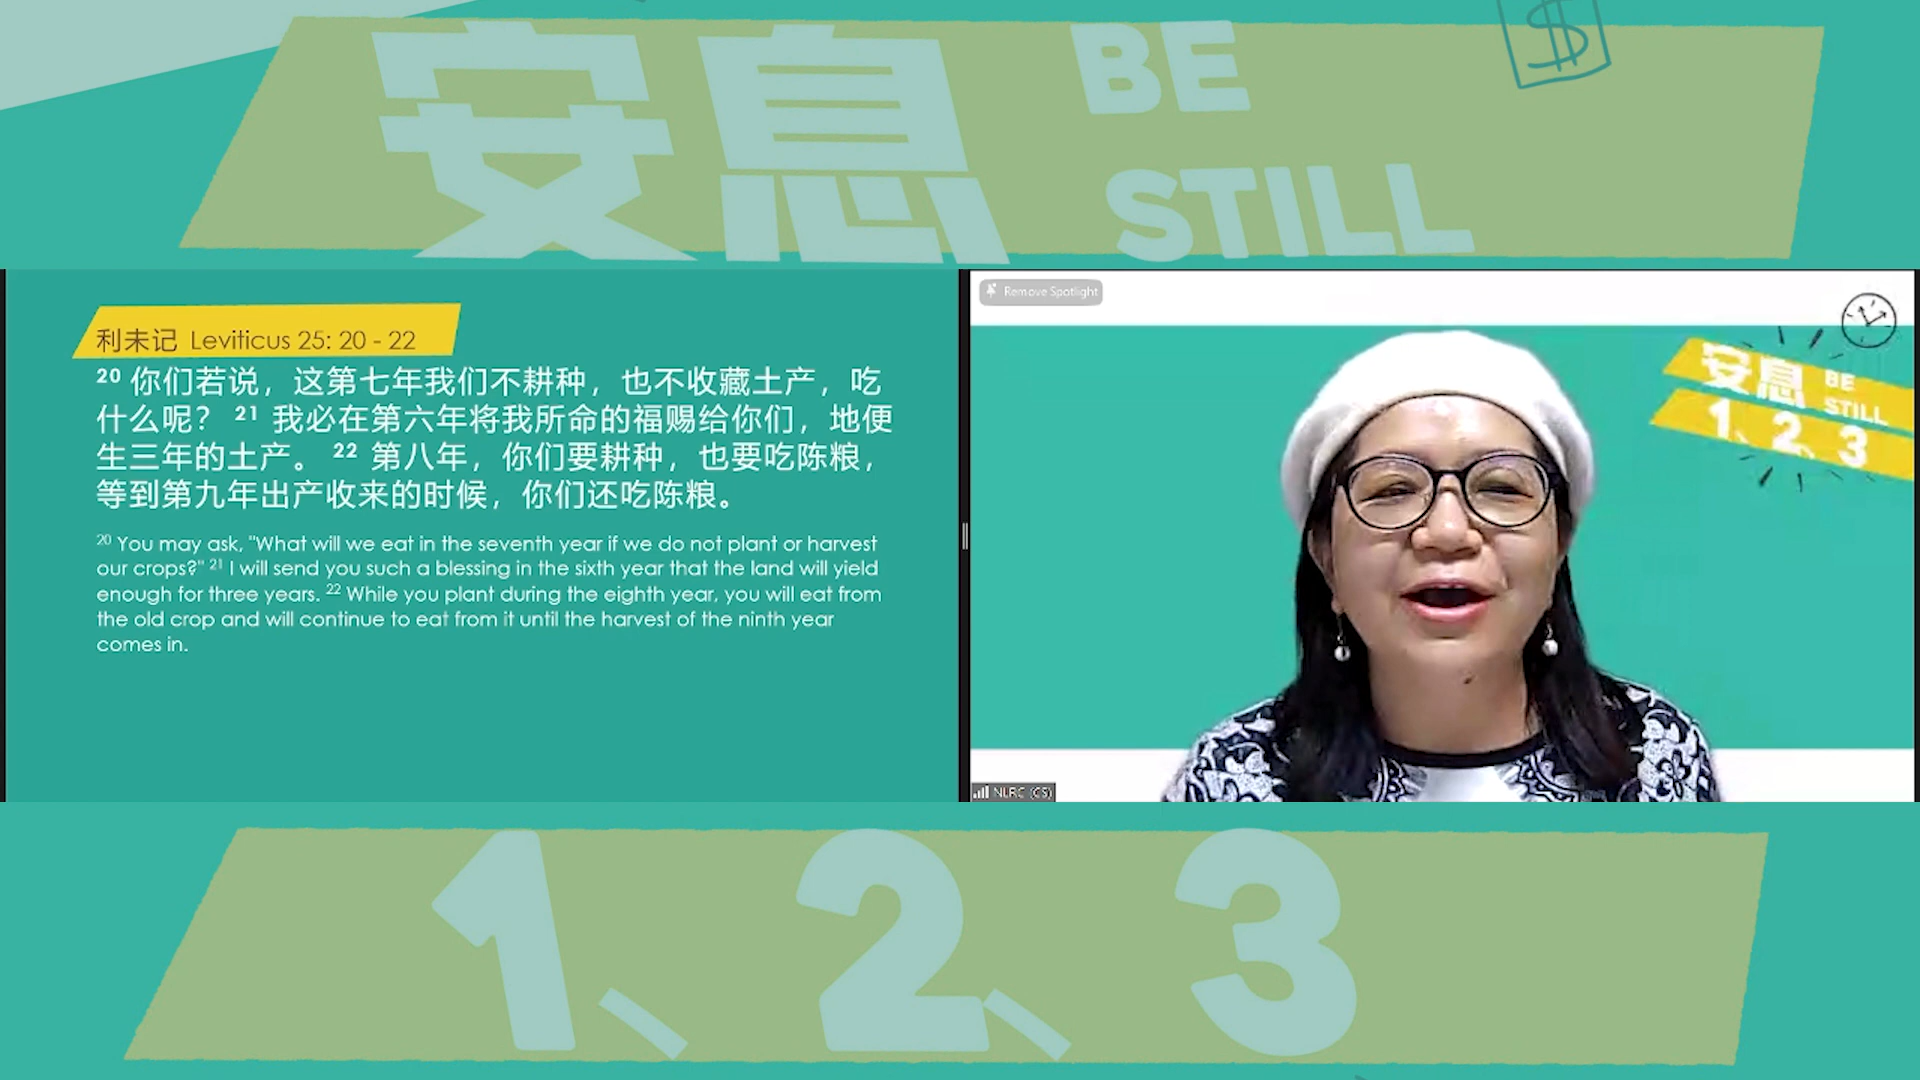 安息 BE
STILL
利未记 Leviticus 25: 20 - 22
20 你们若说，这第七年我们不耕种，也不收藏土产，吃
什么呢？ 21 我必在第六年将我所命的福赐给你们，地便
生三年的土产。 22 第八年，你们要耕种，也要吃陈粮，
等到第九年出产收来的时候，你们还吃陈粮。
20 You may ask, "What will we eat in the seventh year if we do not plant or harvest
our crops?" 21 I will send you such a blessing in the sixth year that the land will yield
enough for three years. 22 While you plant during the eighth year, you will eat from
the old crop and will continue to eat from it until the harvest of the ninth year
comes in.
Remove Spotlight
安息 BE
STILL
1、2、3
NLRC (CS)
1、2、3